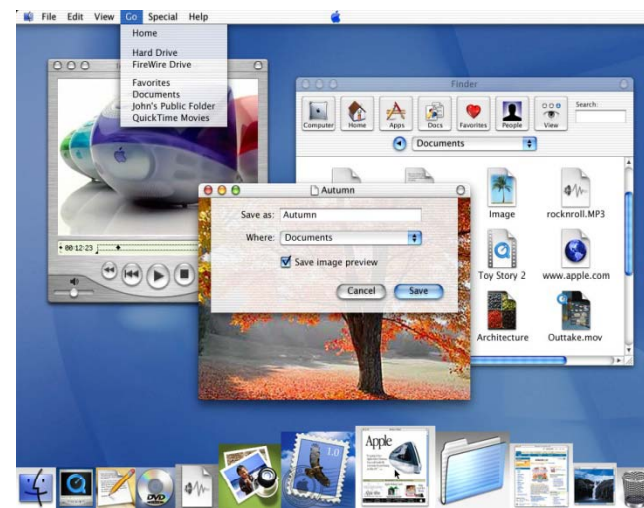 File Edit View Go Special Help
Home
Hard Drive
FireWire Drive
Favorites
Documents
John's Public Folder
QuickTime Movies
00:12:23
Finder
Computer Home Apps Docs Favorites People View
Search:
Documents
Image
rocknroll.MP3
Toy Story 2
www.apple.com
Architecture
Outtake.mov
Autumn
Save as: Autumn
Where: Documents
Save image preview
Cancel Save
DVD
1.0
Apple